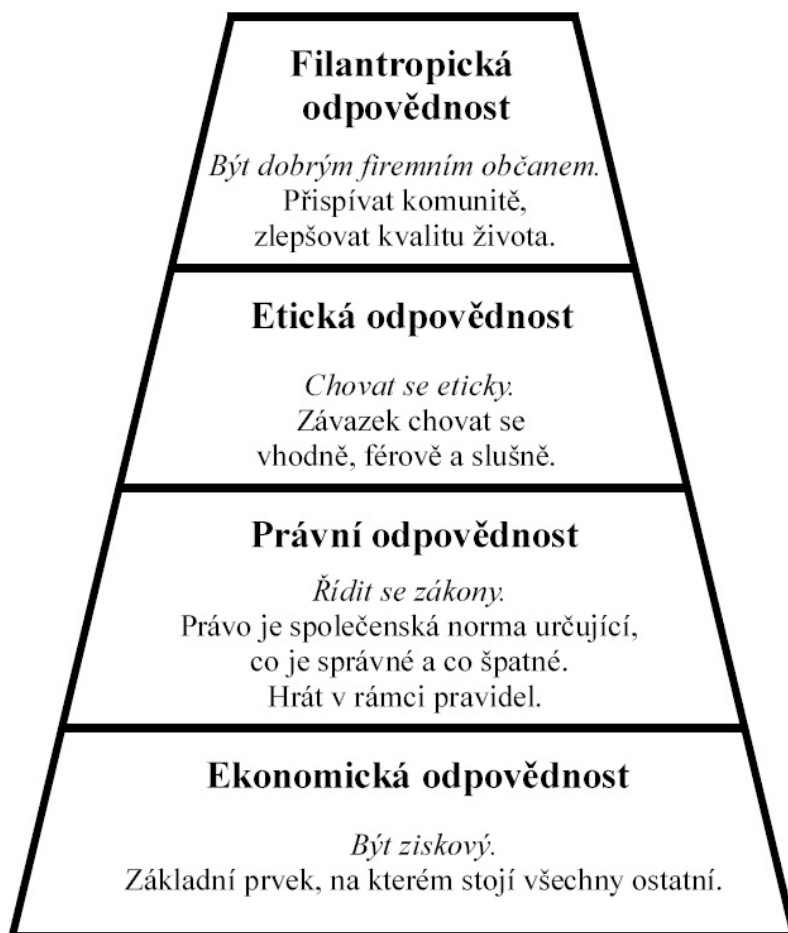 Filantropická
odpovědnost
Být dobrým firemním občanem.
Přispívat komunitě,
zlepšovat kvalitu života.
Etická odpovědnost
Chovat se eticky.
Závazek chovat se
vhodně, férově a slušně.
Právní odpovědnost
Řídit se zákony.
Právo je společenská norma určující,
co je správné a co špatné.
Hrát v rámci pravidel.
Ekonomická odpovědnost
Být ziskový.
Základní prvek, na kterém stojí všechny ostatní.